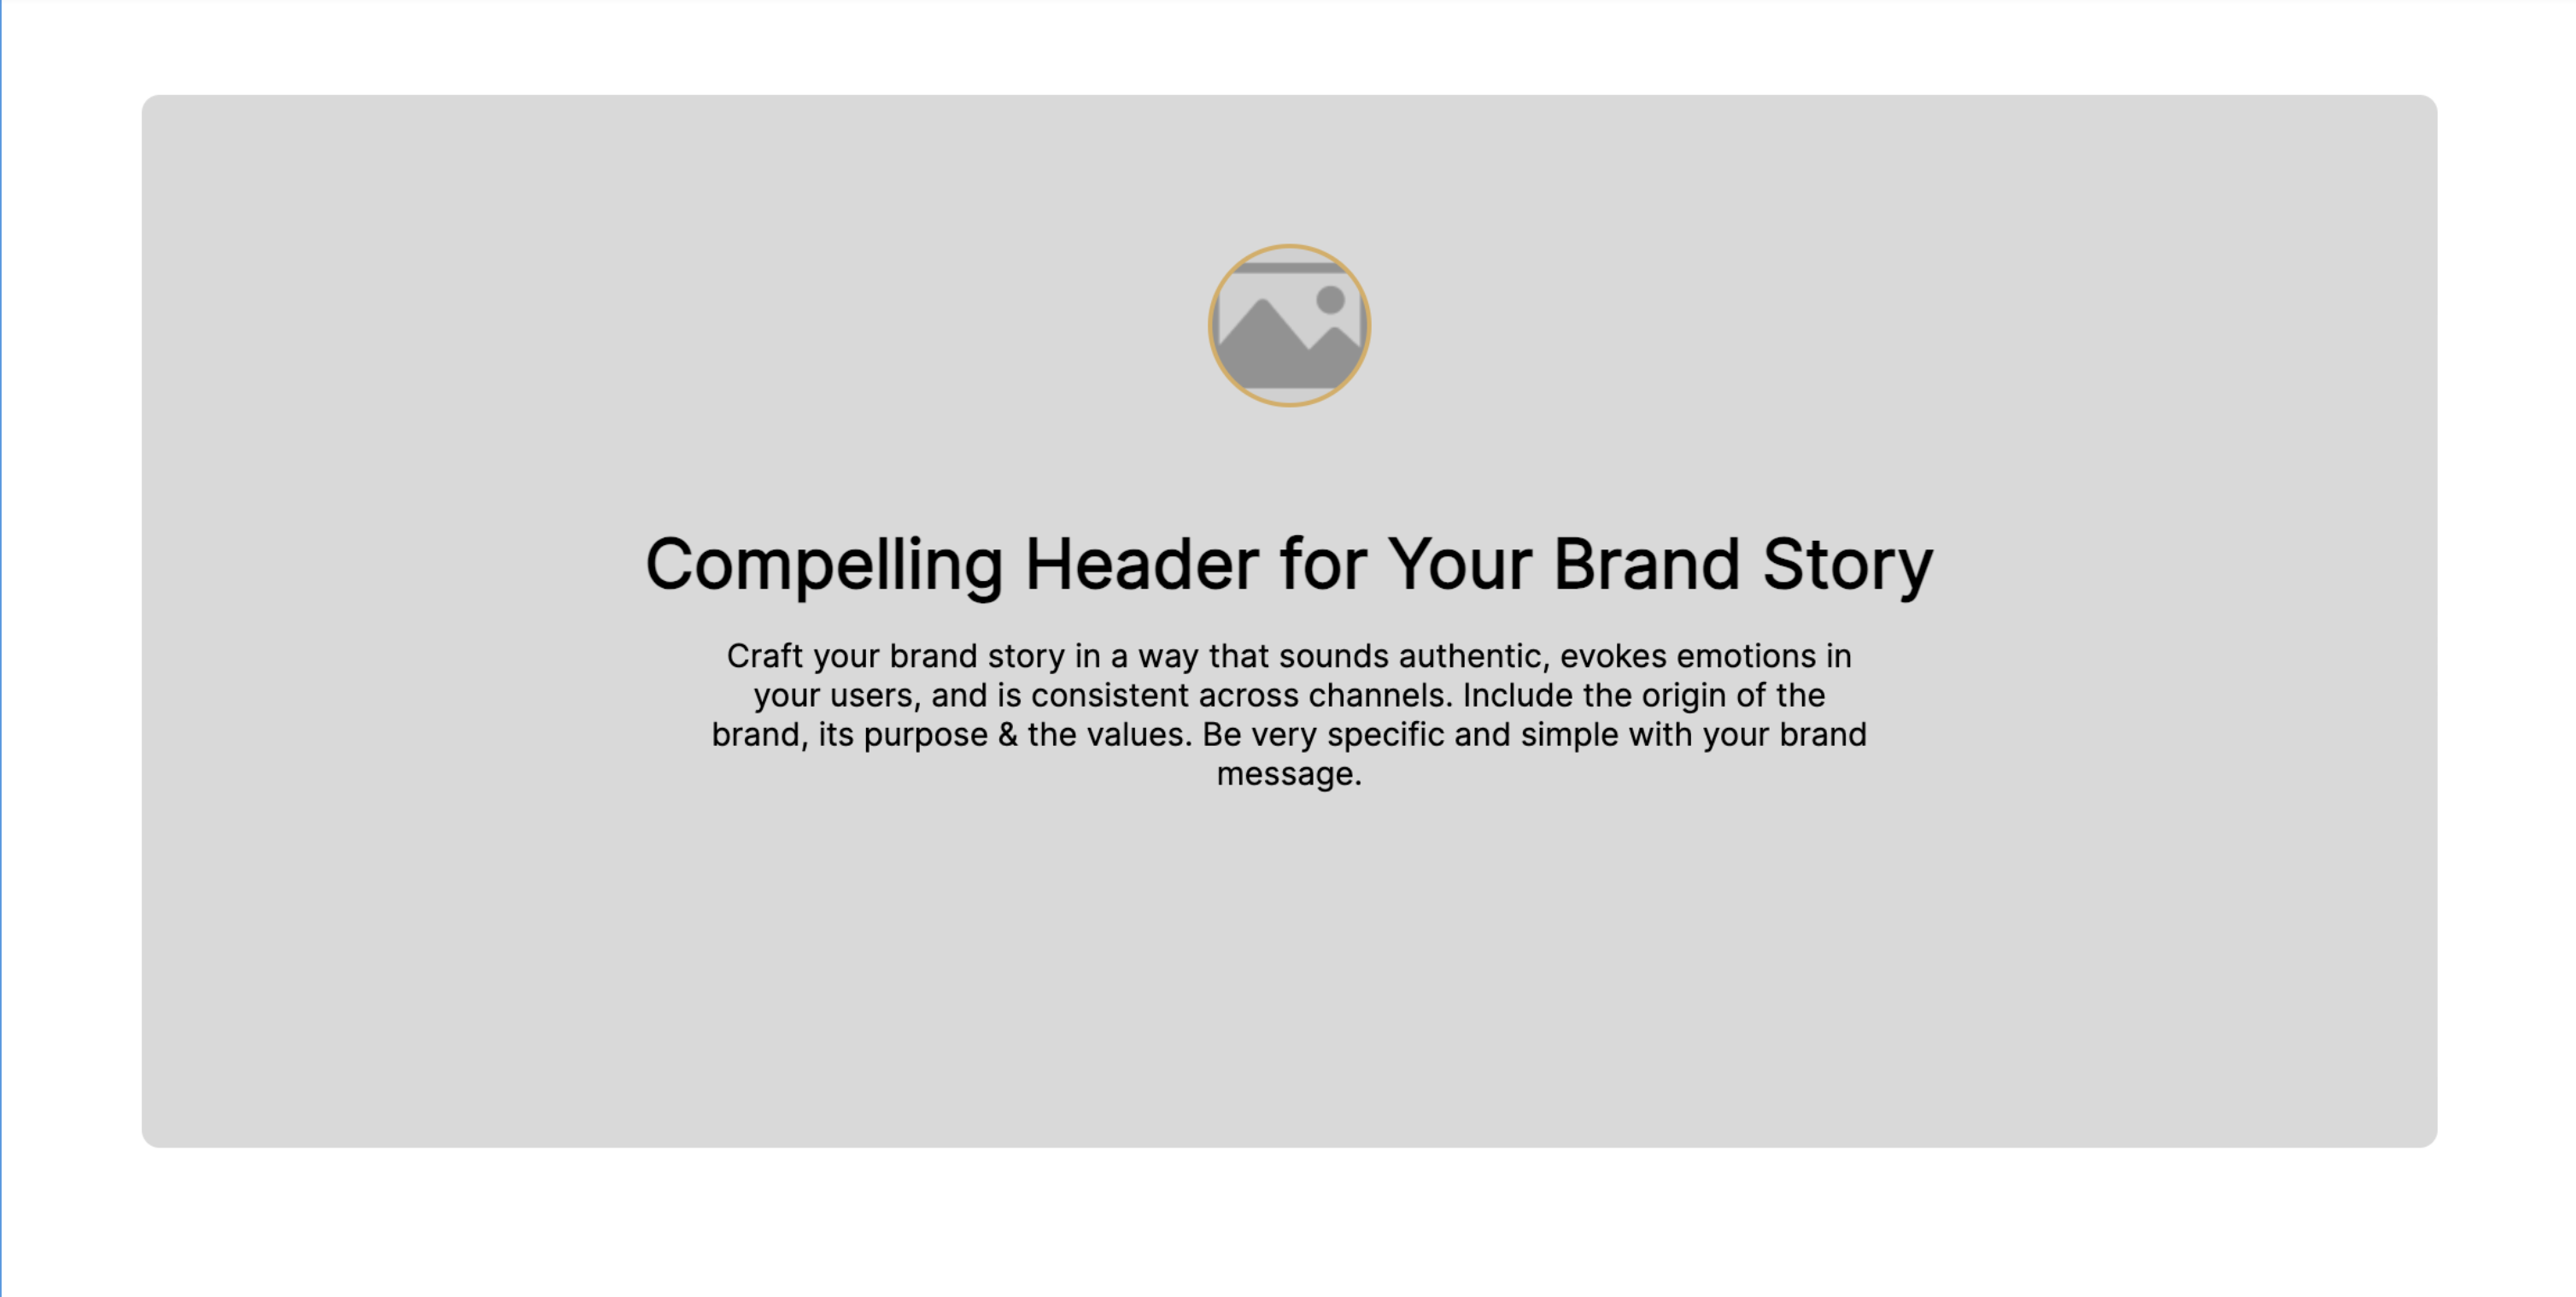 Compelling Header for Your Brand Story
Craft your brand story in a way that sounds authentic, evokes emotions in
your users, and is consistent across channels. Include the origin of the
brand, its purpose & the values. Be very specific and simple with your brand
message.